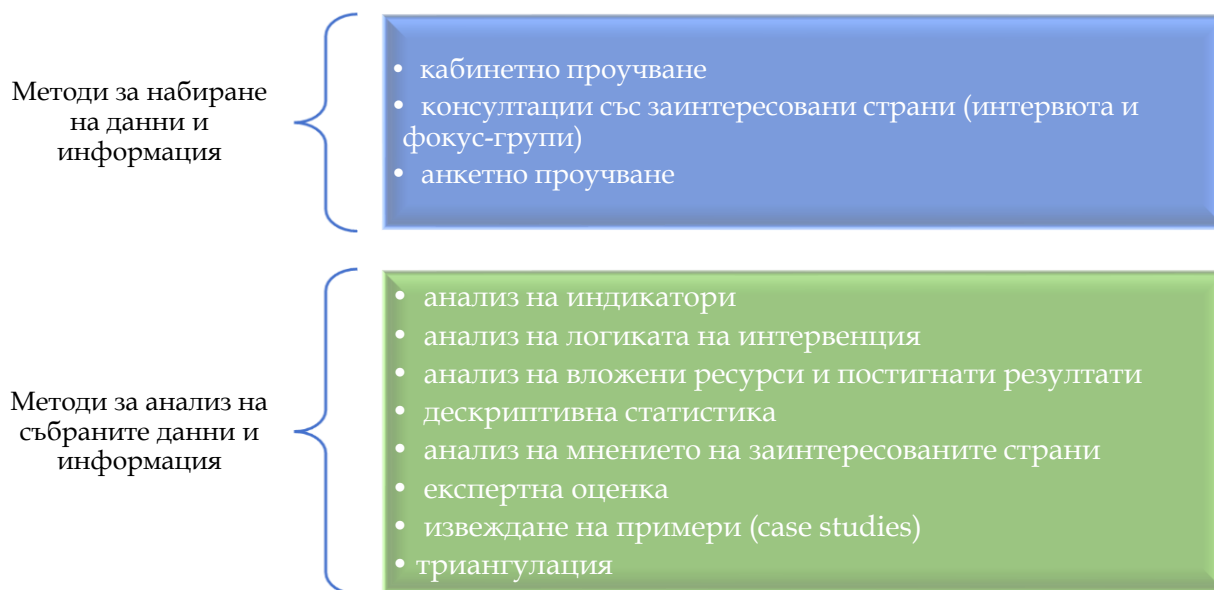 Методи за набиране
на данни и
информация
• кабинетно проучване
• консултации със заинтересовани страни (интервюта и
фокус-групи)
• анкетно проучване
Методи за анализ на
събраните данни и
информация
• анализ на индикатори
• анализ на логиката на интервенция
• анализ на вложени ресурси и постигнати резултати
• дескриптивна статистика
• анализ на мнението на заинтересованите страни
• експертна оценка
• извеждане на примери (case studies)
• триангулация